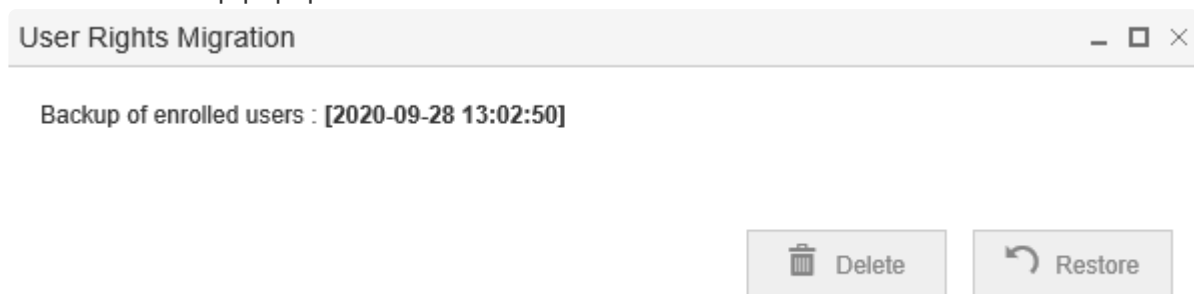 User Rights Migration
Backup of enrolled users : [2020-09-28 13:02:50]
Delete
Restore